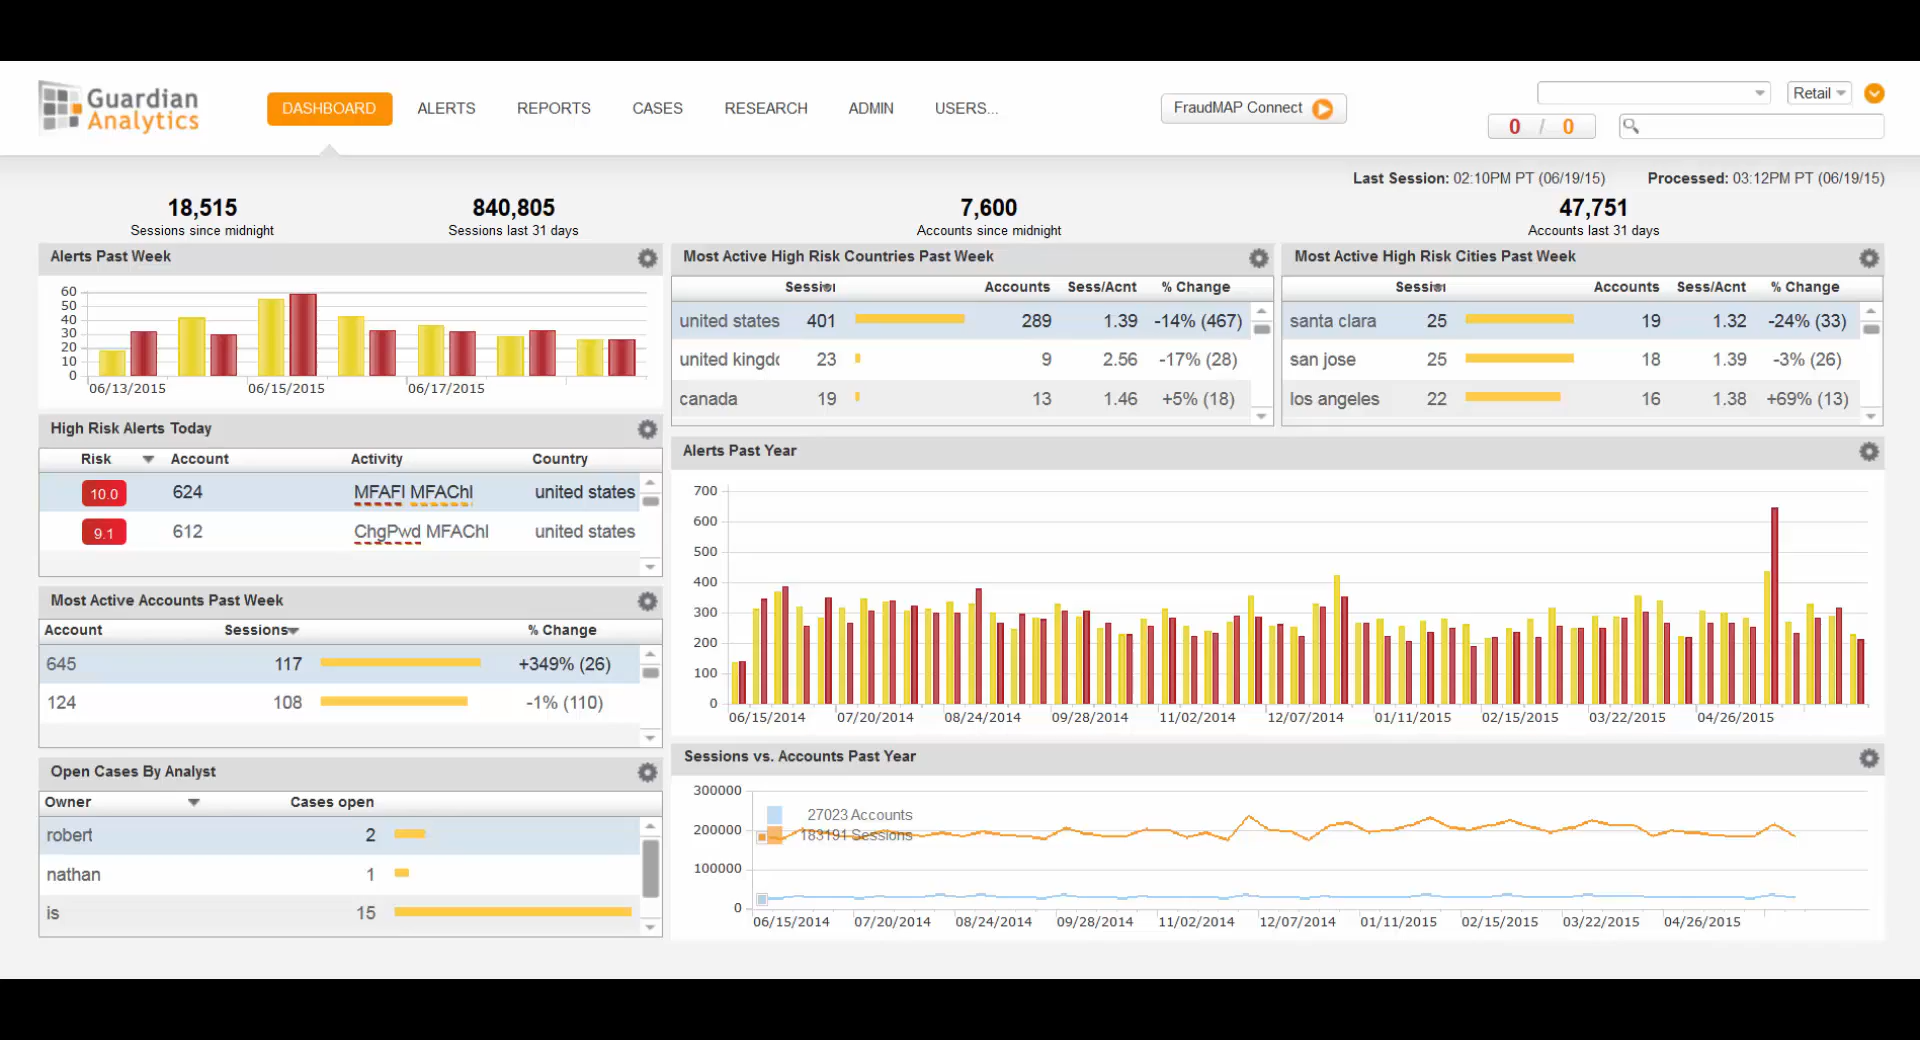 Guardian
Analytics
DASHBOARD ALERTS REPORTS CASES RESEARCH ADMIN USERS...
FraudMAP Connect
Retail
0 / 0
Last Session: 02:10PM PT (06/19/15) Processed: 03:12PM PT (06/19/15)
18,515
Sessions since midnight
840,805
Sessions last 31 days
7,600
Accounts since midnight
47,751
Accounts last 31 days
Alerts Past Week
60
50
40
30
20
10
0
06/13/2015 06/15/2015 06/17/2015
High Risk Alerts Today
Risk Account Activity Country
10.0 624 MFAFI MFAChl united states
9.1 612 ChgPwd MFAChl united states
Most Active Accounts Past Week
Account Sessions % Change
645 117 +349% (26)
124 108 -1% (110)
Open Cases By Analyst
Owner Cases open
robert 2
nathan 1
is 15
Most Active High Risk Countries Past Week
Accounts Sess/Acnt % Change
united states 401 289 1.39 -14% (467)
united kingdo 23 9 2.56 -17% (28)
canada 19 13 1.46 +5% (18)
Most Active High Risk Cities Past Week
Accounts Sess/Acnt % Change
santa clara 25 19 1.32 -24% (33)
san jose 25 18 1.39 -3% (26)
los angeles 22 16 1.38 +69% (13)
Alerts Past Year
700
600
500
400
300
200
100
0
06/15/2014 07/20/2014 08/24/2014 09/28/2014 11/02/2014 12/07/2014 01/11/2015 02/15/2015 03/22/2015 04/26/2015
Sessions vs. Accounts Past Year
300000
200000
100000
0
27023 Accounts
183191 Sessions
06/15/2014 07/20/2014 08/24/2014 09/28/2014 11/02/2014 12/07/2014 01/11/2015 02/15/2015 03/22/2015 04/26/2015